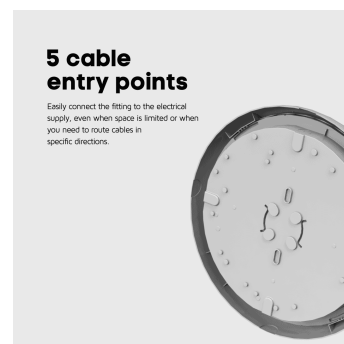 5 cable
entry points
Easily connect the fitting to the electrical
supply, even when space is limited or when
you need to route cables in
specific directions.